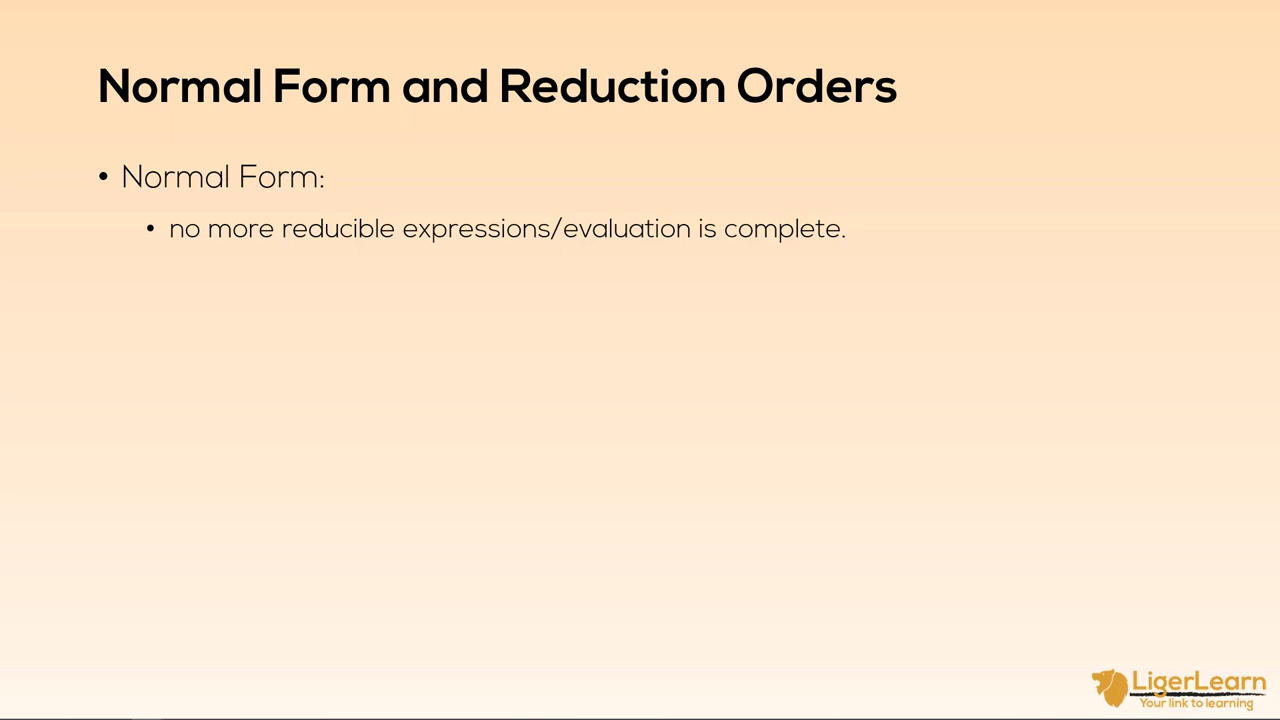 Normal Form and Reduction Orders
• Normal Form:
• no more reducible expressions/evaluation is complete.
LigerLearn
Your link to learning